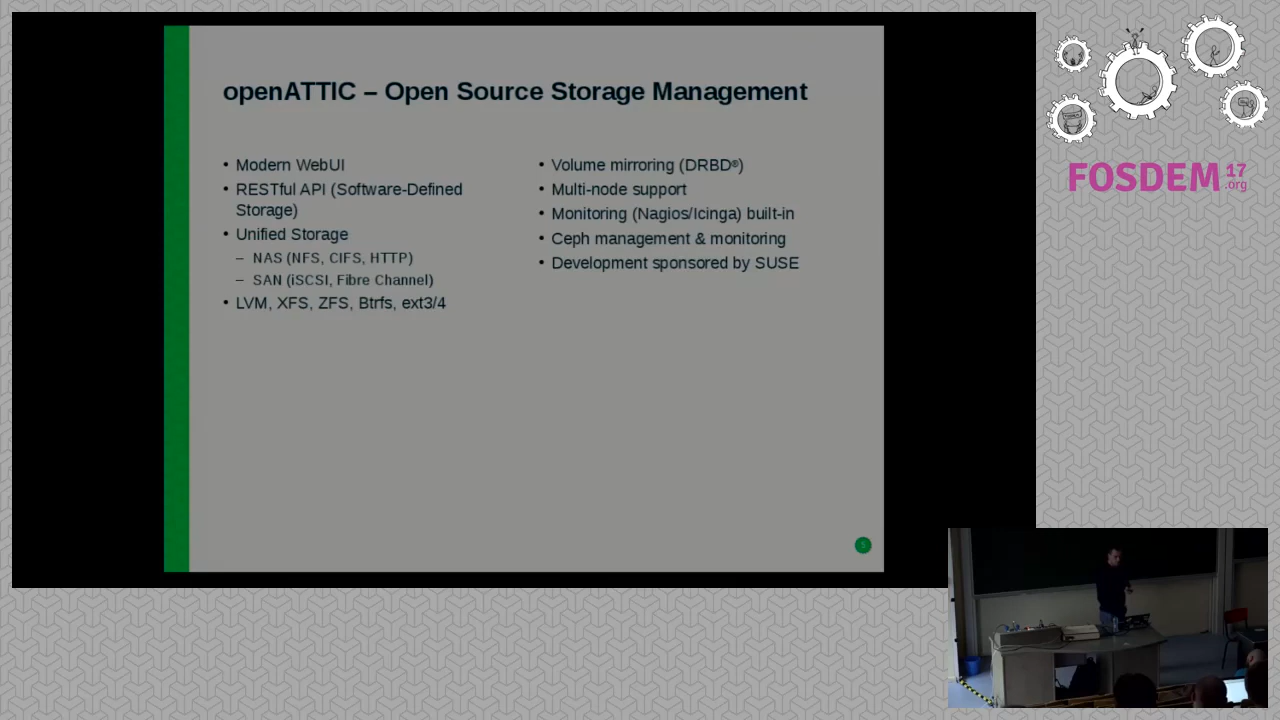 openATTIC – Open Source Storage Management
• Modern WebUI
• RESTful API (Software-Defined
Storage)
• Unified Storage
– NAS (NFS, CIFS, HTTP)
– SAN (iSCSI, Fibre Channel)
• LVM, XFS, ZFS, Btrfs, ext3/4
• Volume mirroring (DRBD®)
• Multi-node support
• Monitoring (Nagios/Icinga) built-in
• Ceph management & monitoring
• Development sponsored by SUSE
5
FOSDEM 17
.org